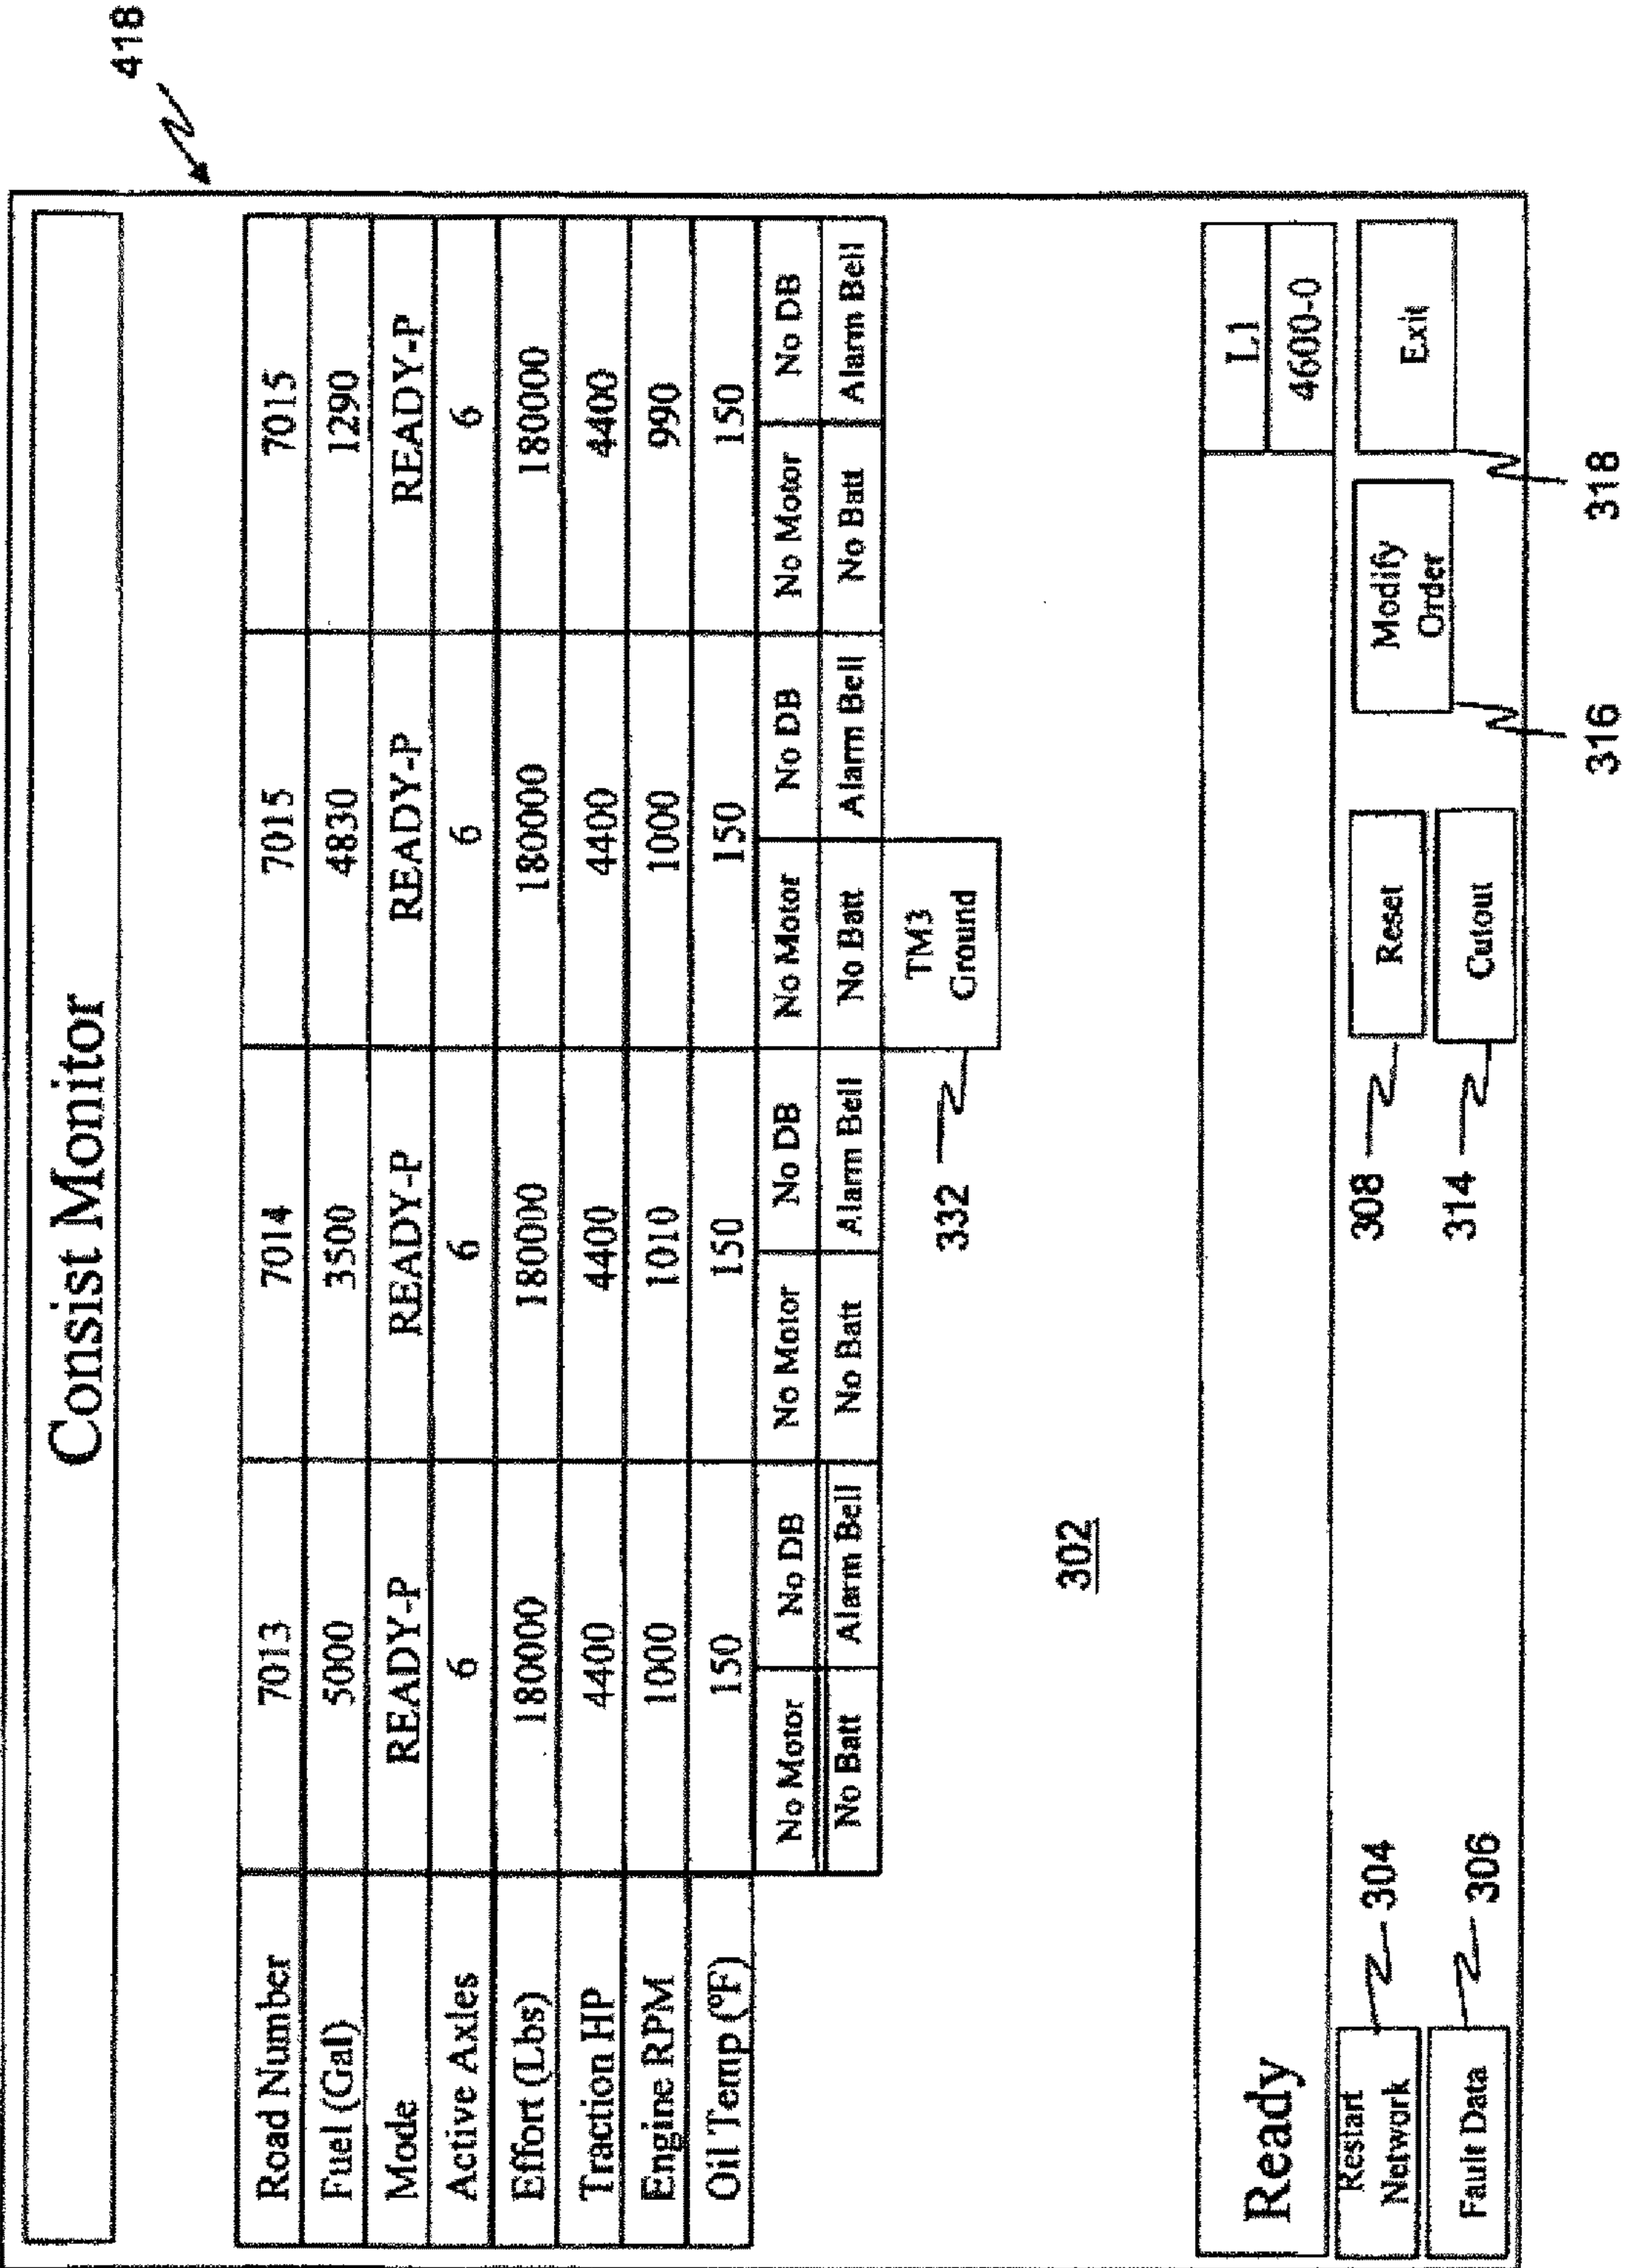 418
Consist Monitor
Road Number 7013 7014 7015 7015
Fuel (Gal) 5000 3500 4830 1290
Mode READY-P READY-P READY-P READY-P
Active Axles 6 6 6 6
Effort (Lbs) 180000 180000 180000 180000
Traction HP 4400 4400 4400 4400
Engine RPM 1000 1010 1000 990
Oil Temp (°F) 150 150 150 150
No Motor No DB No Motor No DB No Motor No DB No Motor No DB
No Batt Alarm Bell No Batt Alarm Bell No Batt Alarm Bell No Batt Alarm Bell
332
TM3
Ground
302
Ready
L1
4600-0
Restart
Network
304
308
Reset
Modify
Order
Exit
Fault Data
306
314
Cutout
316
318